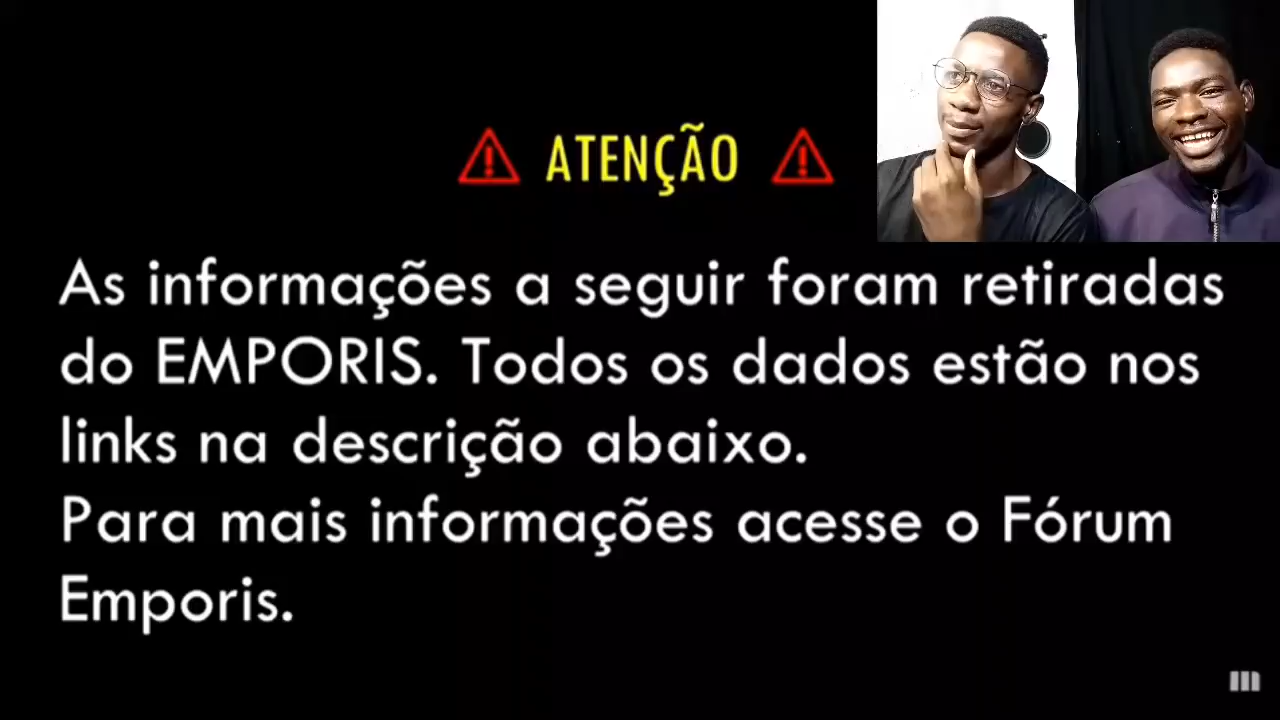 ATENÇÃO
As informações a seguir foram retiradas
do EMPORIS. Todos os dados estão nos
links na descrição abaixo.
Para mais informações acesse o Fórum
Emporis.